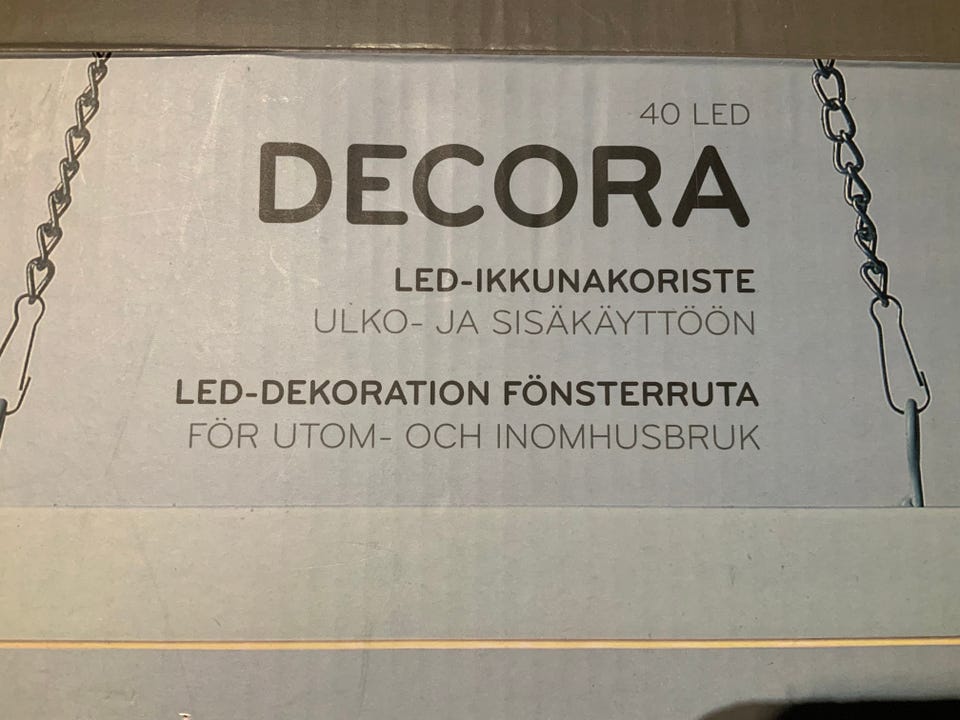 40 LED
DECORA
LED-IKKUNAKORISTE
ULKO- JA SISÄKÄYTTÖÖN
LED-DEKORATION FÖNSTERRUTA
FÖR UTOM- OCH INOMHUSBRUK